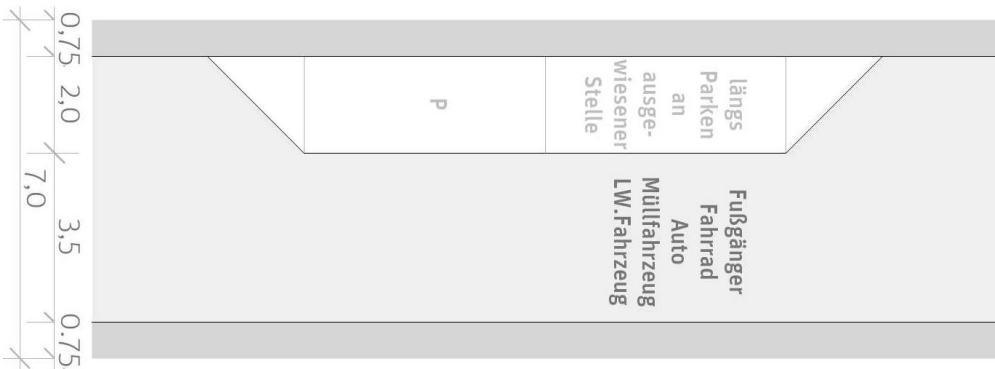 0,75
2,0
3,5
0.75
7,0
P
längs
Parken
an
ausge-
wiesener
Stelle
Fußgänger
Fahrrad
Auto
Müllfahrzeug
LW.Fahrzeug